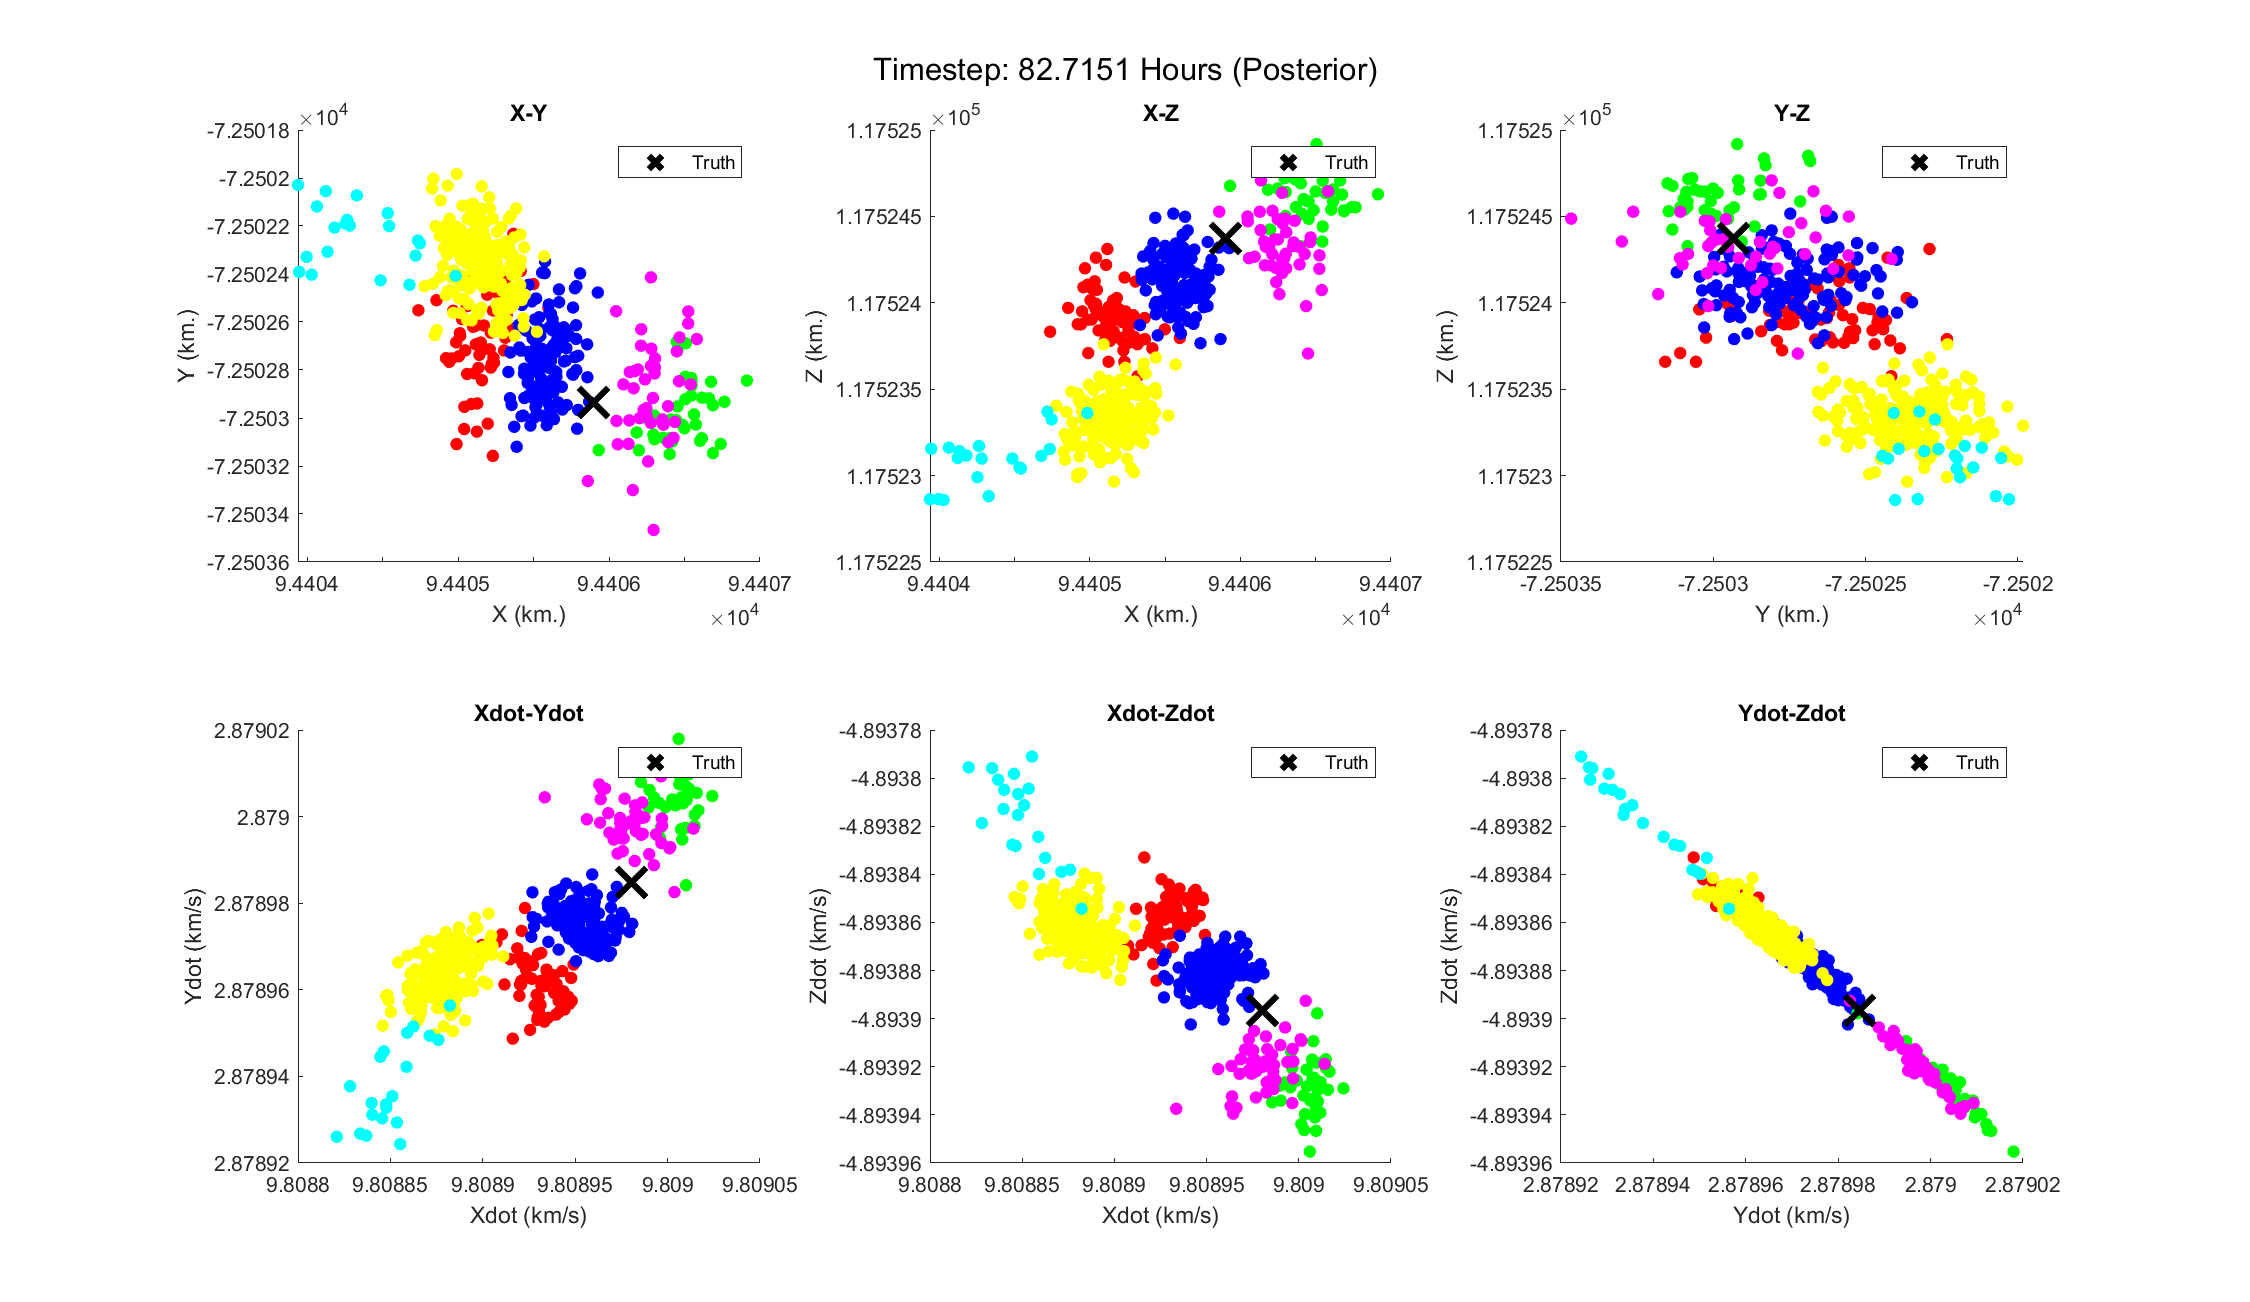 Timestep: 82.7151 Hours (Posterior)
X-Y
×10^4
-7.25018
-7.2502
-7.25022
-7.25024
-7.25026
-7.25028
-7.2503
-7.25032
-7.25034
-7.25036
Y (km.)
Truth
9.4404 9.4405 9.4406 9.4407
X (km.)
×10^4
X-Z
×10^5
1.17525
1.175245
1.17524
1.175235
1.17523
1.175225
Z (km.)
Truth
9.4404 9.4405 9.4406 9.4407
X (km.)
×10^4
Y-Z
×10^5
1.17525
1.175245
1.17524
1.175235
1.17523
1.175225
Z (km.)
Truth
-7.25035 -7.2503 -7.25025 -7.2502
Y (km.)
×10^4
Xdot-Ydot
2.87902
2.879
2.87898
2.87896
2.87894
2.87892
Ydot (km/s)
Truth
9.8088 9.80885 9.8089 9.80895 9.809 9.80905
Xdot (km/s)
Xdot-Zdot
-4.89378
-4.8938
-4.89382
-4.89384
-4.89386
-4.89388
-4.8939
-4.89392
-4.89394
-4.89396
Zdot (km/s)
Truth
9.8088 9.80885 9.8089 9.80895 9.809 9.80905
Xdot (km/s)
Ydot-Zdot
-4.89378
-4.8938
-4.89382
-4.89384
-4.89386
-4.89388
-4.8939
-4.89392
-4.89394
-4.89396
Zdot (km/s)
Truth
2.87892 2.87894 2.87896 2.87898 2.879 2.87902
Ydot (km/s)